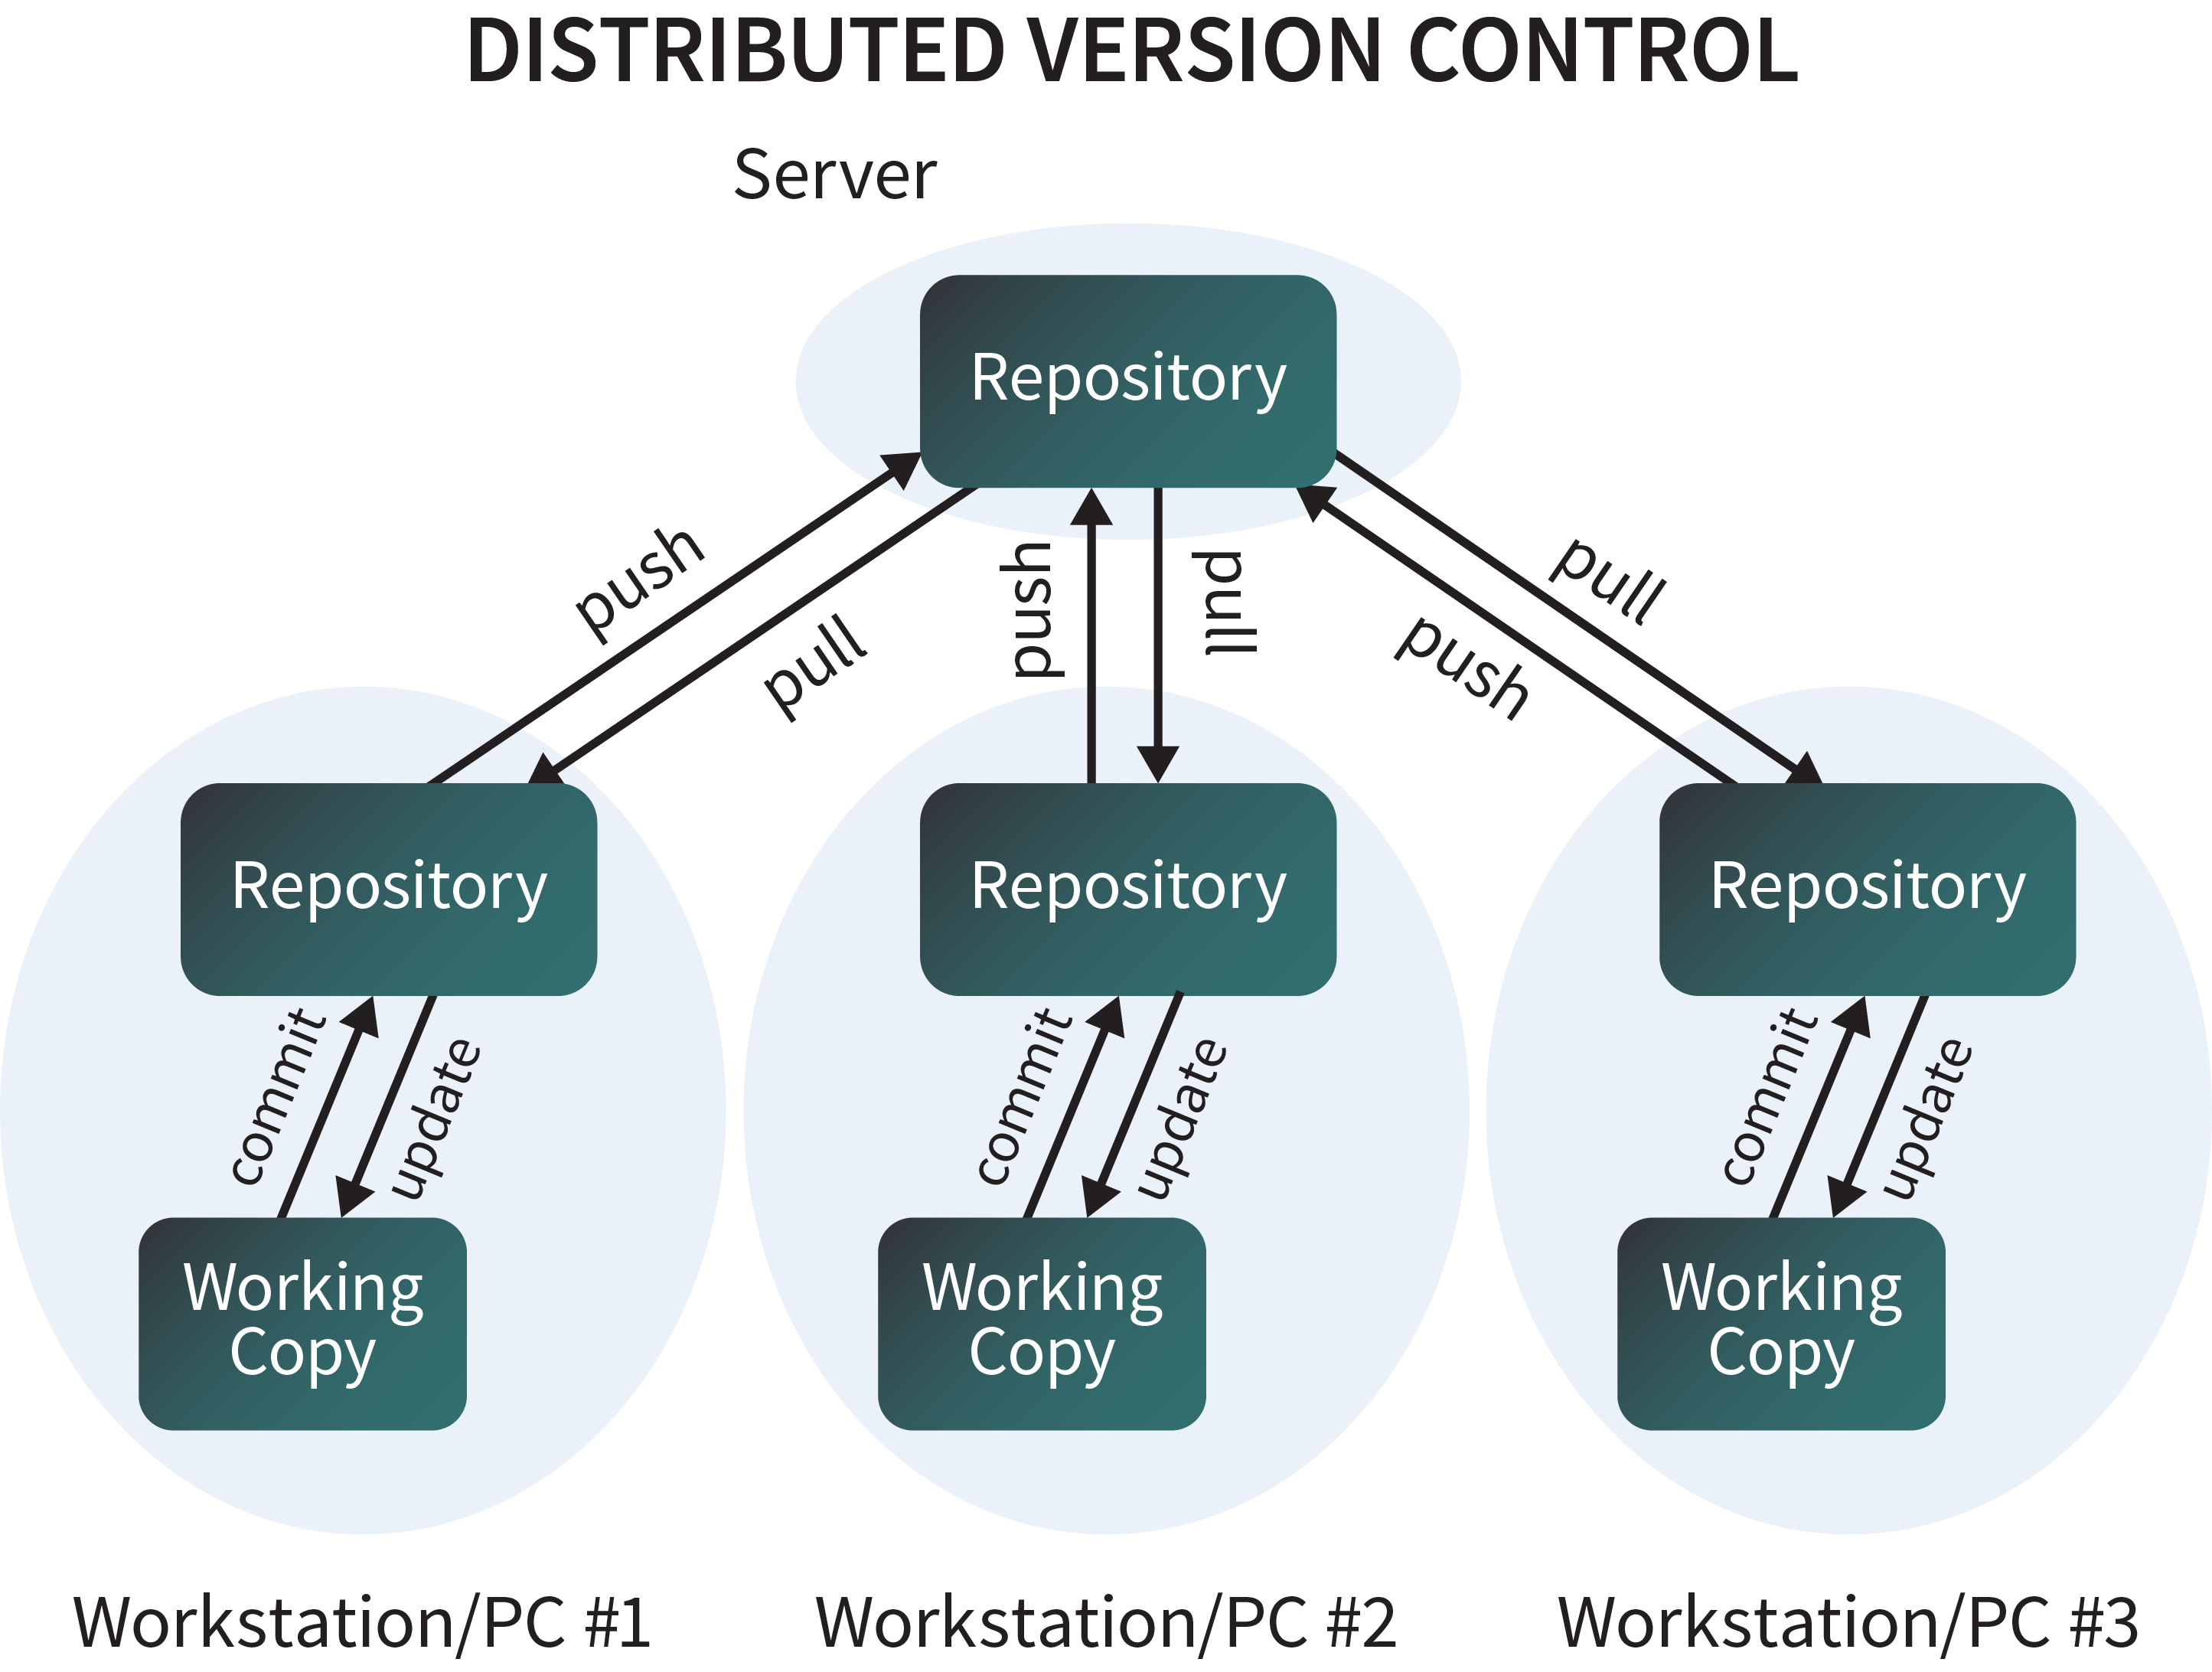 DISTRIBUTED VERSION CONTROL
Server
Repository
push
pull
push
pull
push
pull
Repository
Repository
Repository
commit
update
commit
update
commit
update
Working
Copy
Working
Copy
Working
Copy
Workstation/PC #1
Workstation/PC #2
Workstation/PC #3